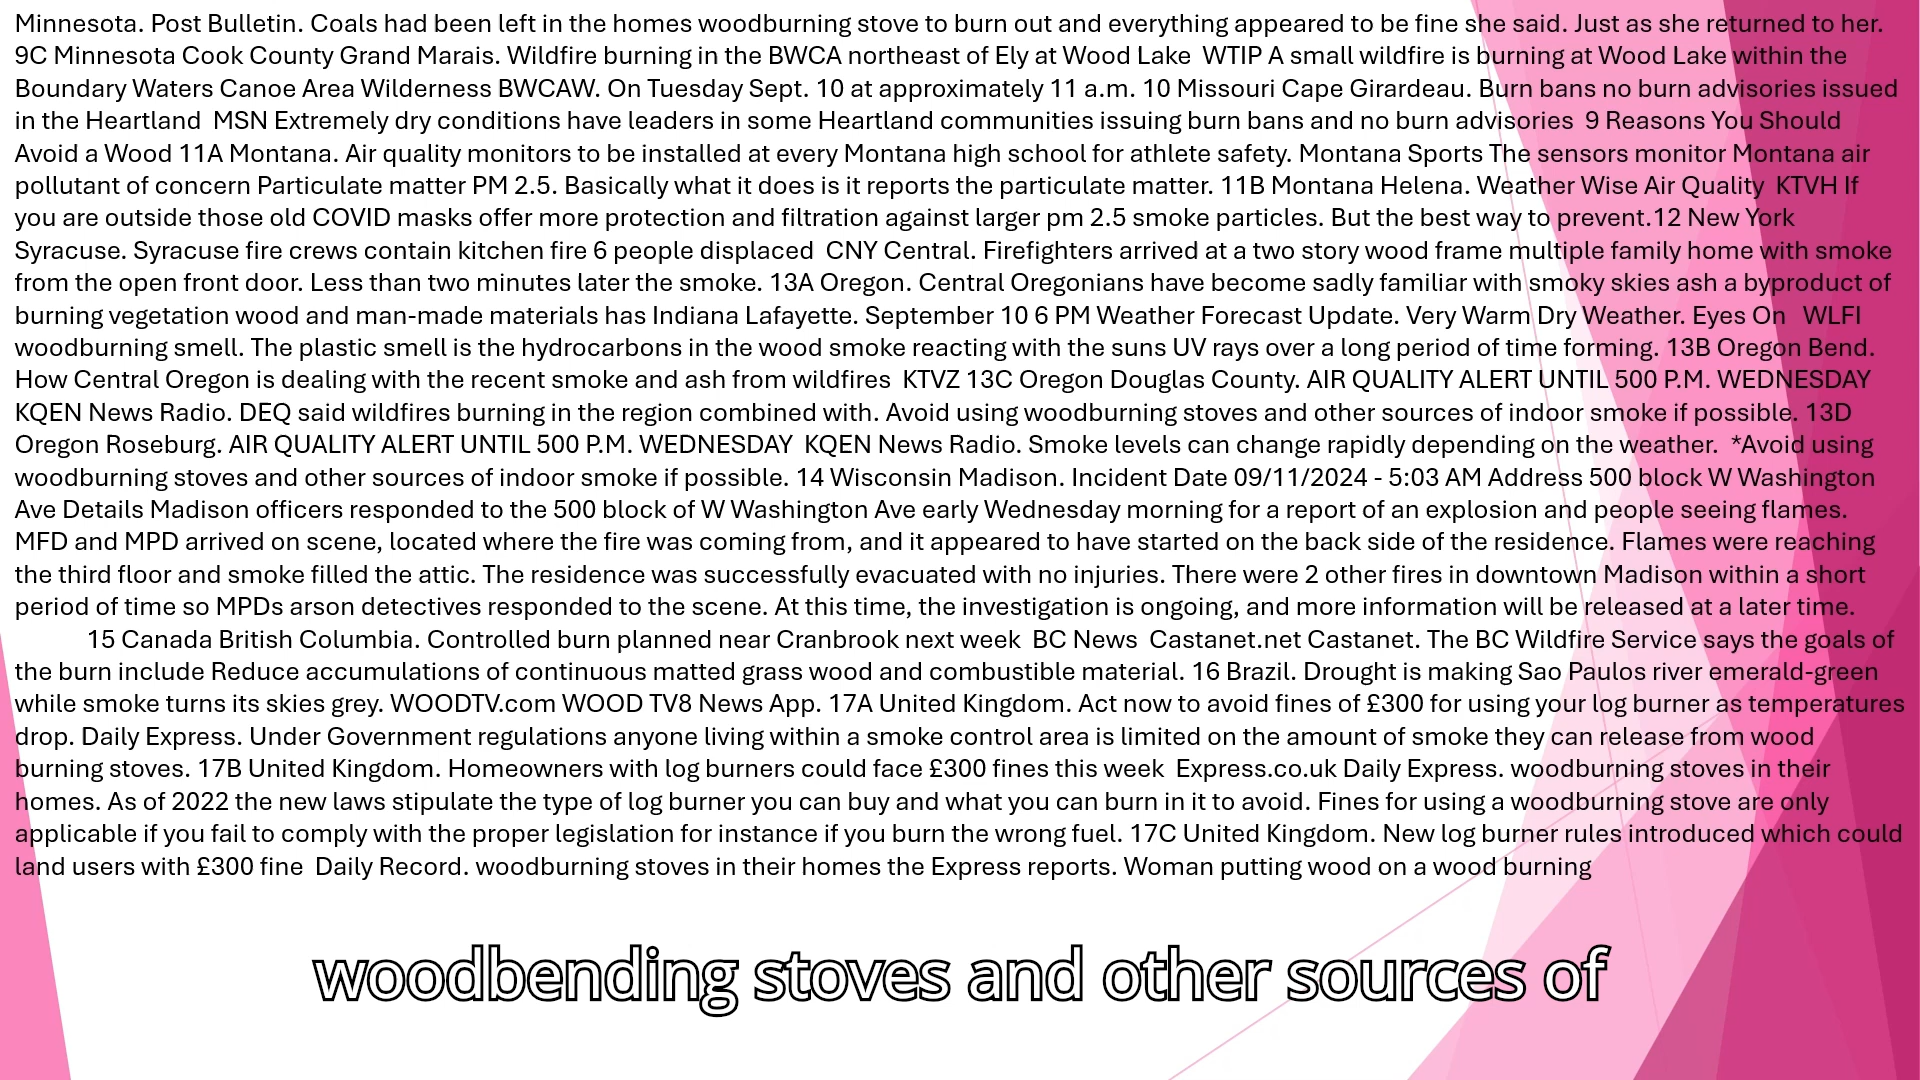 Minnesota. Post Bulletin. Coals had been left in the homes woodburning stove to burn out and everything appeared to be fine she said. Just as she returned to her.
9C Minnesota Cook County Grand Marais. Wildfire burning in the BWCA northeast of Ely at Wood Lake  WTIP A small wildfire is burning at Wood Lake within the
Boundary Waters Canoe Area Wilderness BWCAW. On Tuesday Sept. 10 at approximately 11 a.m. 10 Missouri Cape Girardeau. Burn bans no burn advisories issued
in the Heartland  MSN Extremely dry conditions have leaders in some Heartland communities issuing burn bans and no burn advisories  9 Reasons You Should
Avoid a Wood 11A Montana. Air quality monitors to be installed at every Montana high school for athlete safety. Montana Sports The sensors monitor Montana air
pollutant of concern Particulate matter PM 2.5. Basically what it does is it reports the particulate matter. 11B Montana Helena. Weather Wise Air Quality  KTVH If
you are outside those old COVID masks offer more protection and filtration against larger pm 2.5 smoke particles. But the best way to prevent.12 New York
Syracuse. Syracuse fire crews contain kitchen fire 6 people displaced  CNY Central. Firefighters arrived at a two story wood frame multiple family home with smoke
from the open front door. Less than two minutes later the smoke. 13A Oregon. Central Oregonians have become sadly familiar with smoky skies ash a byproduct of
burning vegetation wood and man-made materials has Indiana Lafayette. September 10 6 PM Weather Forecast Update. Very Warm Dry Weather. Eyes On   WLFI
woodburning smell. The plastic smell is the hydrocarbons in the wood smoke reacting with the suns UV rays over a long period of time forming. 13B Oregon Bend.
How Central Oregon is dealing with the recent smoke and ash from wildfires  KTVZ 13C Oregon Douglas County. AIR QUALITY ALERT UNTIL 500 P.M. WEDNESDAY
KQEN News Radio. DEQ said wildfires burning in the region combined with. Avoid using woodburning stoves and other sources of indoor smoke if possible. 13D
Oregon Roseburg. AIR QUALITY ALERT UNTIL 500 P.M. WEDNESDAY  KQEN News Radio. Smoke levels can change rapidly depending on the weather.  *Avoid using
woodburning stoves and other sources of indoor smoke if possible. 14 Wisconsin Madison. Incident Date 09/11/2024 - 5:03 AM Address 500 block W Washington
Ave Details Madison officers responded to the 500 block of W Washington Ave early Wednesday morning for a report of an explosion and people seeing flames.
MFD and MPD arrived on scene, located where the fire was coming from, and it appeared to have started on the back side of the residence. Flames were reaching
the third floor and smoke filled the attic. The residence was successfully evacuated with no injuries. There were 2 other fires in downtown Madison within a short
period of time so MPDs arson detectives responded to the scene. At this time, the investigation is ongoing, and more information will be released at a later time.
15 Canada British Columbia. Controlled burn planned near Cranbrook next week  BC News  Castanet.net Castanet. The BC Wildfire Service says the goals of
the burn include Reduce accumulations of continuous matted grass wood and combustible material. 16 Brazil. Drought is making Sao Paulos river emerald-green
while smoke turns its skies grey. WOODTV.com WOOD TV8 News App. 17A United Kingdom. Act now to avoid fines of £300 for using your log burner as temperatures
drop. Daily Express. Under Government regulations anyone living within a smoke control area is limited on the amount of smoke they can release from wood
burning stoves. 17B United Kingdom. Homeowners with log burners could face £300 fines this week  Express.co.uk Daily Express. woodburning stoves in their
homes. As of 2022 the new laws stipulate the type of log burner you can buy and what you can burn in it to avoid. Fines for using a woodburning stove are only
applicable if you fail to comply with the proper legislation for instance if you burn the wrong fuel. 17C United Kingdom. New log burner rules introduced which could
land users with £300 fine  Daily Record. woodburning stoves in their homes the Express reports. Woman putting wood on a wood burning
woodbending stoves and other sources of